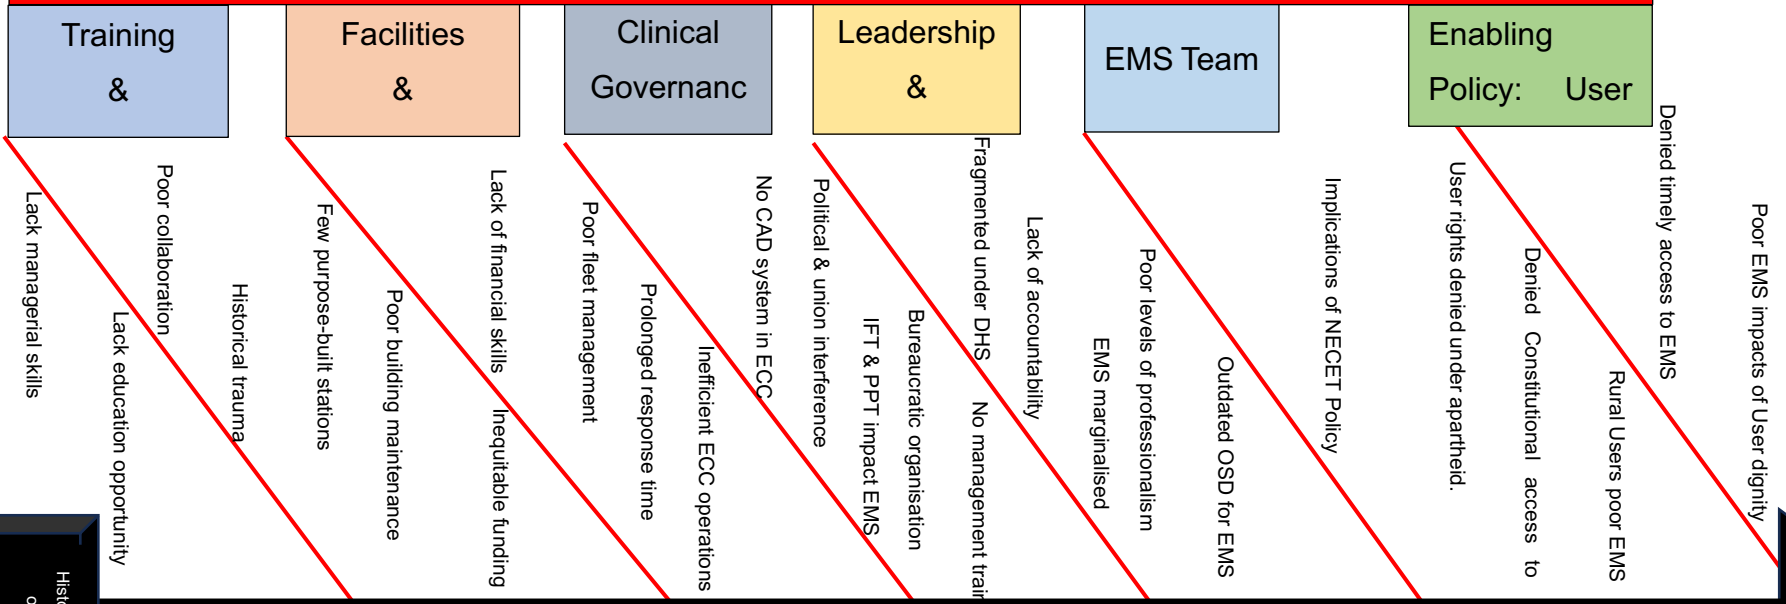 Training
&
Facilities
&
Clinical
Governanc
Leadership
&
EMS Team
Enabling
Policy: User
Lack managerial skills
Lack education opportunity
Poor collaboration
Historical trauma
Few purpose-built stations
Poor building maintenance
Lack of financial skills
Inequitable funding
Poor fleet management
Prolonged response time
Inefficient ECC operations
No CAD system in ECC
Political & union interference
IFT & PPT impact EMS
Bureaucratic organisation
Fragmented under DHS
No management train
Lack of accountability
EMS marginalised
Poor levels of professionalism
Outdated OSD for EMS
Implications of NECET Policy
User rights denied under apartheid.
Denied Constitutional access to
Rural Users poor EMS
Denied timely access to EMS
Poor EMS impacts of User dignity